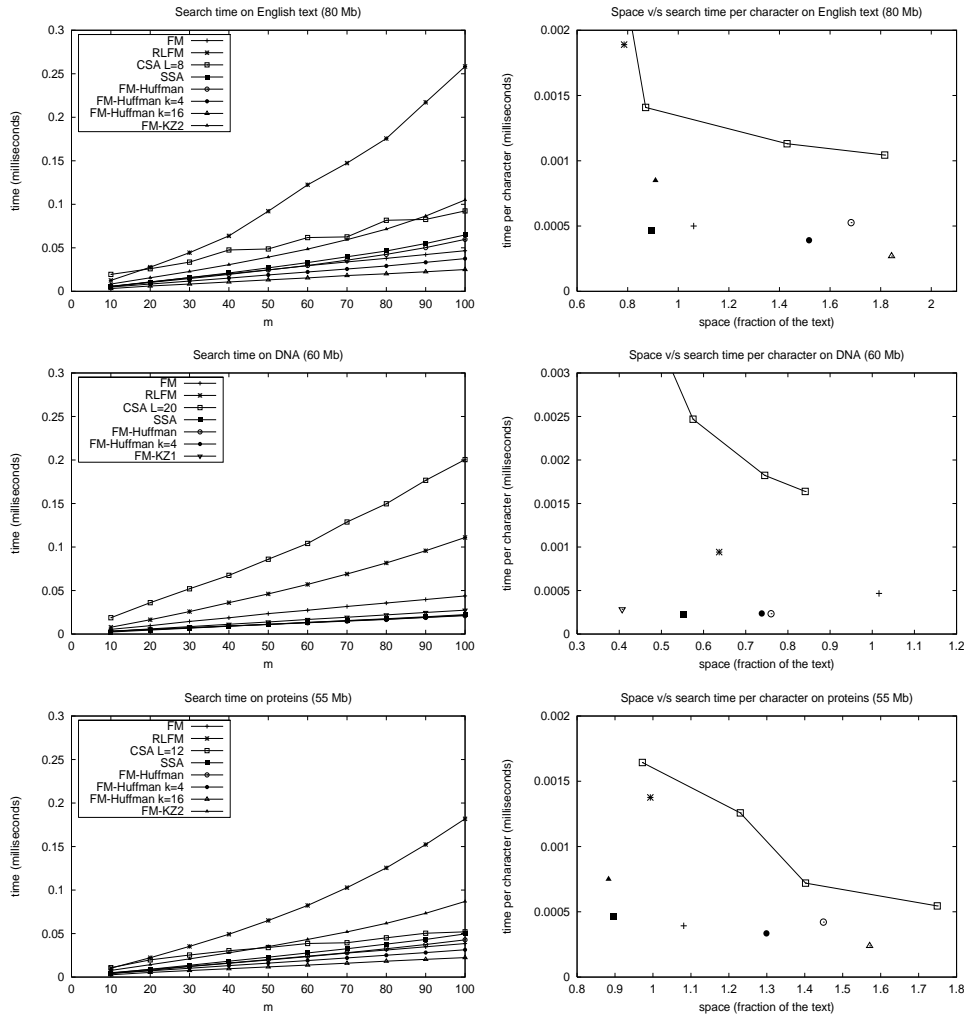 Search time on English text (80 Mb)
0.3
0.25
0.2
0.15
0.1
0.05
0
time (milliseconds)
FM
RLFM
CSA L=8
SSA
FM-Huffman
FM-Huffman k=4
FM-Huffman k=16
FM-KZ2
0 10 20 30 40 50 60 70 80 90 100
m
Space v/s search time per character on English text (80 Mb)
0.002
0.0015
0.001
0.0005
0
time per character (milliseconds)
0.6 0.8 1 1.2 1.4 1.6 1.8 2
space (fraction of the text)
Search time on DNA (60 Mb)
0.3
0.25
0.2
0.15
0.1
0.05
0
time (milliseconds)
FM
RLFM
CSA L=20
SSA
FM-Huffman
FM-Huffman k=4
FM-KZ1
0 10 20 30 40 50 60 70 80 90 100
m
Space v/s search time per character on DNA (60 Mb)
0.003
0.0025
0.002
0.0015
0.001
0.0005
0
time per character (milliseconds)
0.3 0.4 0.5 0.6 0.7 0.8 0.9 1 1.1 1.2
space (fraction of the text)
Search time on proteins (55 Mb)
0.3
0.25
0.2
0.15
0.1
0.05
0
time (milliseconds)
FM
RLFM
CSA L=12
SSA
FM-Huffman
FM-Huffman k=4
FM-Huffman k=16
FM-KZ2
0 10 20 30 40 50 60 70 80 90 100
m
Space v/s search time per character on proteins (55 Mb)
0.002
0.0015
0.001
0.0005
0
time per character (milliseconds)
0.8 0.9 1 1.1 1.2 1.3 1.4 1.5 1.6 1.7 1.8
space (fraction of the text)